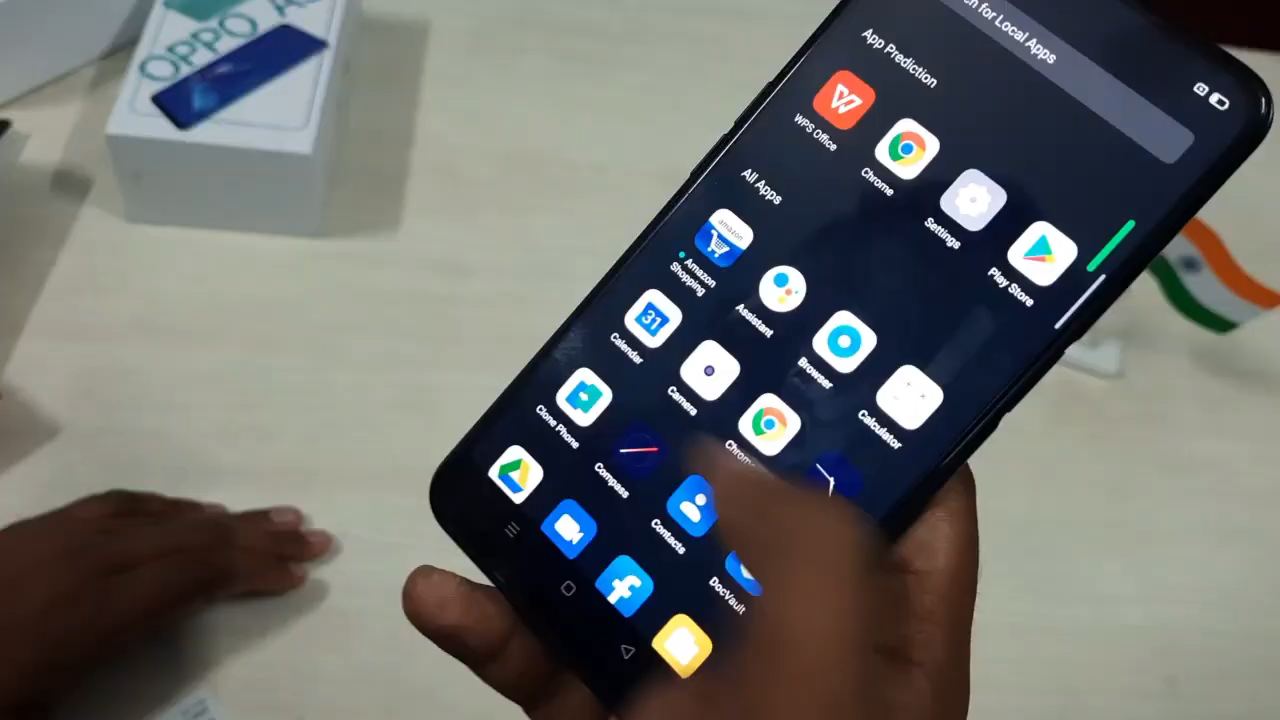 OPPO
for Local Apps
App Prediction
WPS Office
Chrome
Settings
Play Store
All Apps
amazon
Amazon
Shopping
Assistant
Browser
Calculator
31
Calendar
Camera
Clone Phone
Compass
Contacts
DocVault